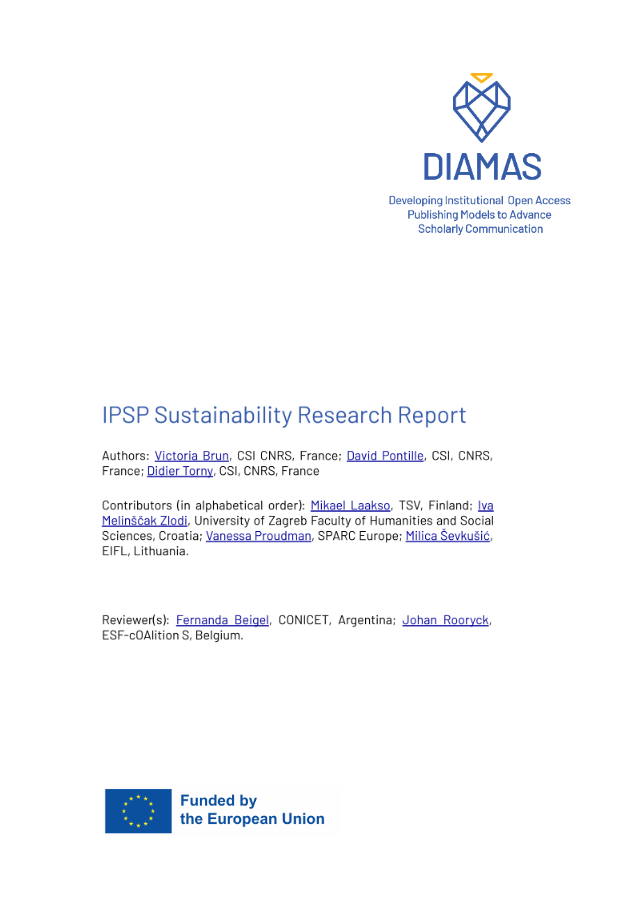 DIAMAS
Developing Institutional Open Access
Publishing Models to Advance
Scholarly Communication
IPSP Sustainability Research Report
Authors: Victoria Brun, CSI CNRS, France; David Pontille, CSI, CNRS,
France; Didier Torny, CSI, CNRS, France
Contributors (in alphabetical order): Mikael Laakso, TSV, Finland; Iva
Melinščak Zlodi, University of Zagreb Faculty of Humanities and Social
Sciences, Croatia; Vanessa Proudman, SPARC Europe; Milica Ševkušić,
EIFL, Lithuania.
Reviewer(s): Fernanda Beigel, CONICET, Argentina; Johan Rooryck,
ESF-cOAlition S, Belgium.
Funded by
the European Union